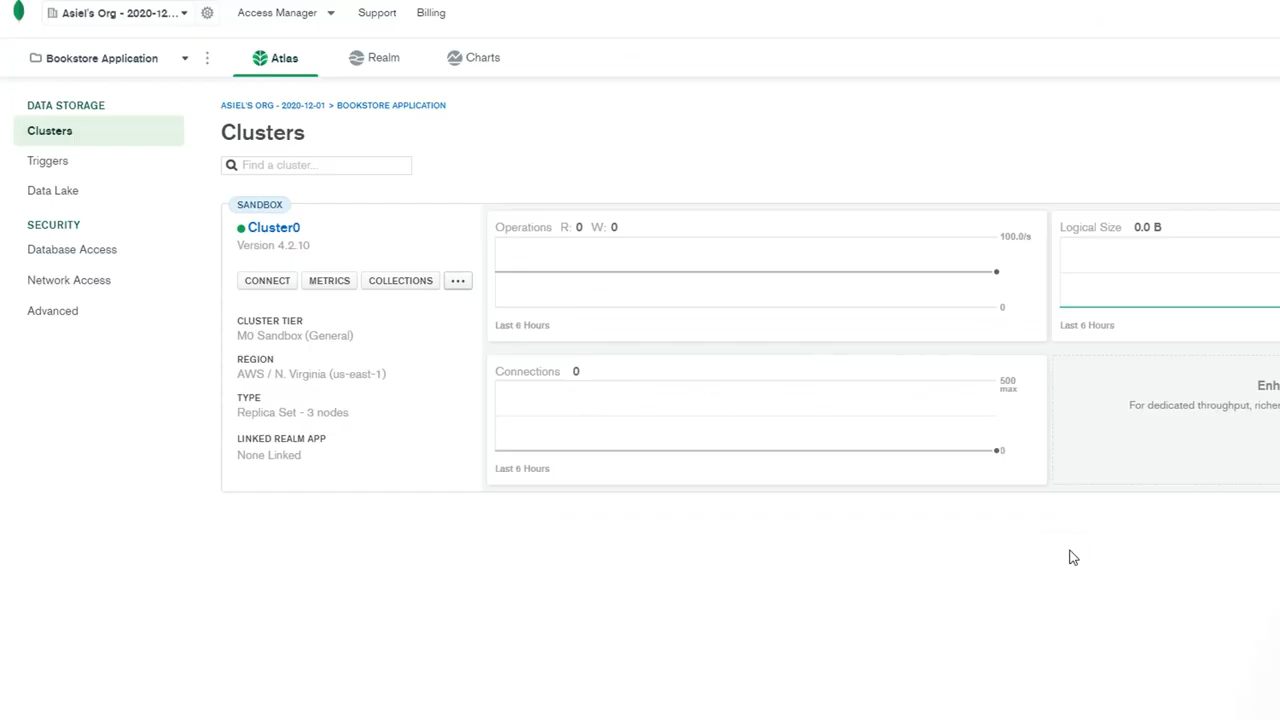 Asiel's Org - 2020-12... Access Manager Support Billing
Bookstore Application Atlas Realm Charts
DATA STORAGE
Clusters
Triggers
Data Lake
SECURITY
Database Access
Network Access
Advanced
ASIEL'S ORG - 2020-12-01 > BOOKSTORE APPLICATION
Clusters
Find a cluster...
SANDBOX
Cluster0
Version 4.2.10
CONNECT METRICS COLLECTIONS ...
CLUSTER TIER
M0 Sandbox (General)
REGION
AWS / N. Virginia (us-east-1)
TYPE
Replica Set - 3 nodes
LINKED REALM APP
None Linked
Operations R: 0 W: 0
100.0/s
0
Last 6 Hours
Connections 0
500
max
0
Last 6 Hours
Logical Size 0.0 B
Last 6 Hours
Enh
For dedicated throughput, richer